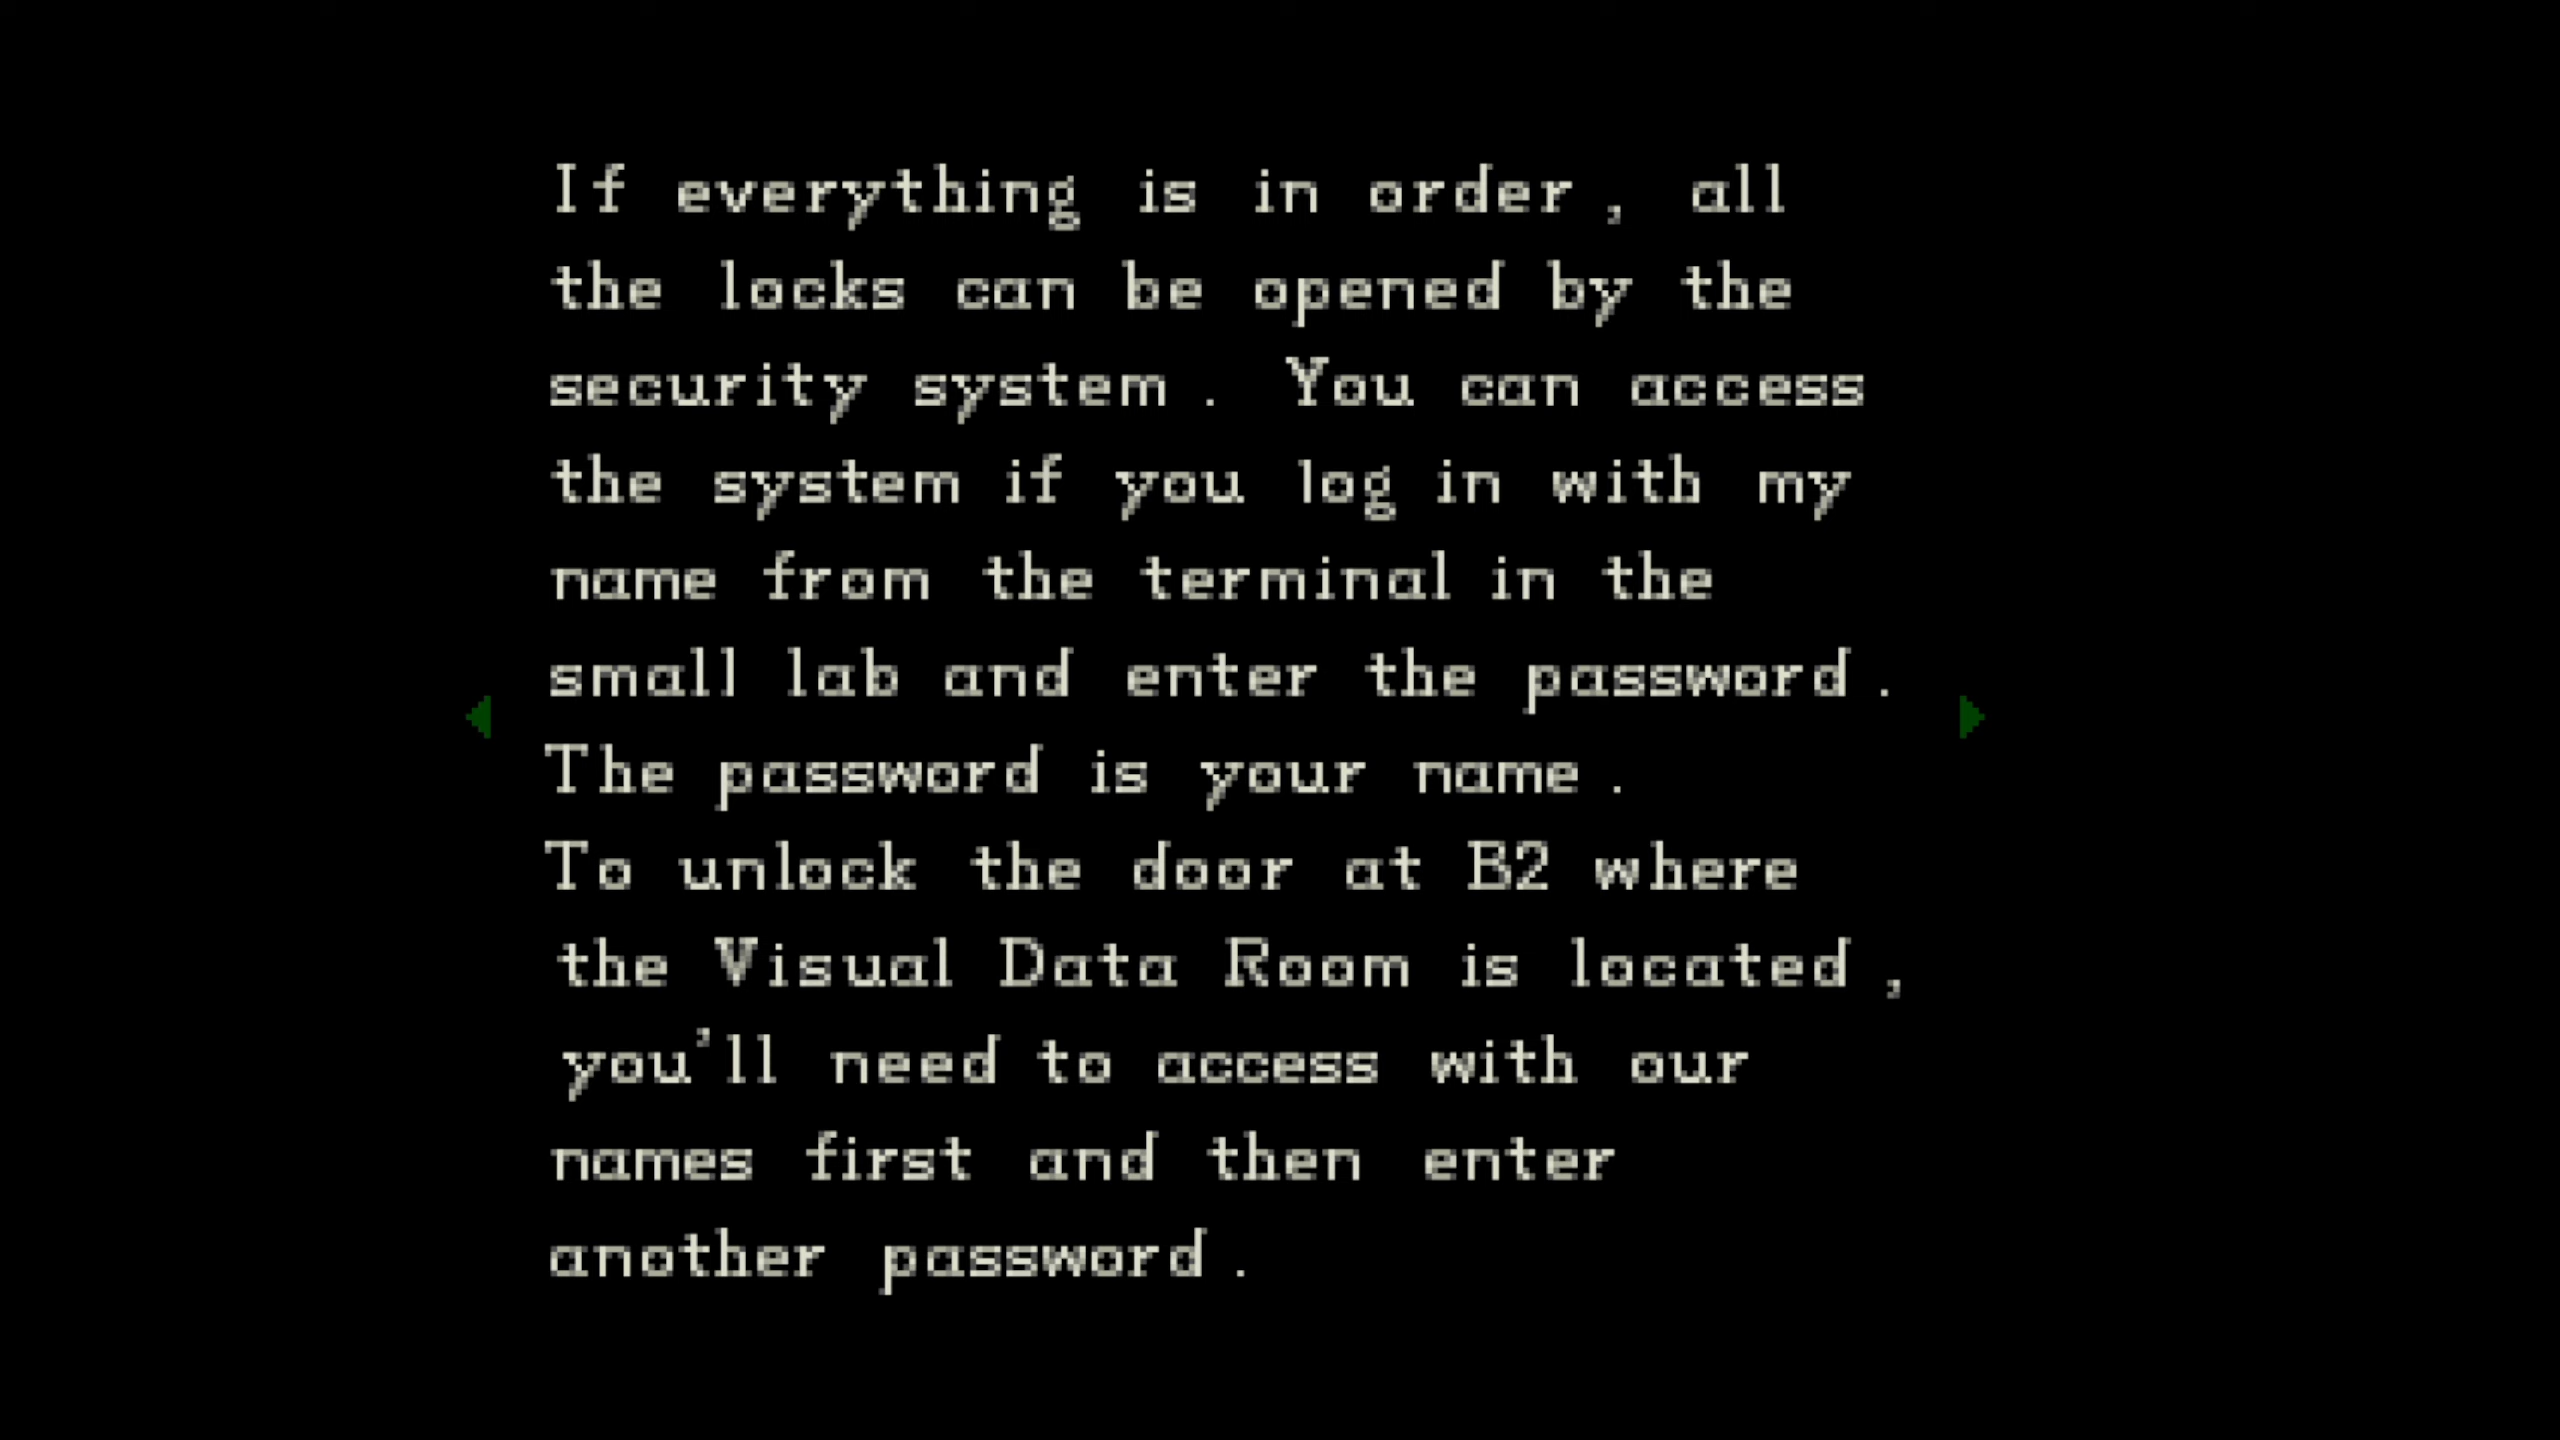 If everything is in order, all
the locks can be opened by the
security system. You can access
the system if you log in with my
name from the terminal in the
small lab and enter the password.
The password is your name.
To unlock the door at B2 where
the Visual Data Room is located,
you'll need to access with our
names first and then enter
another password.